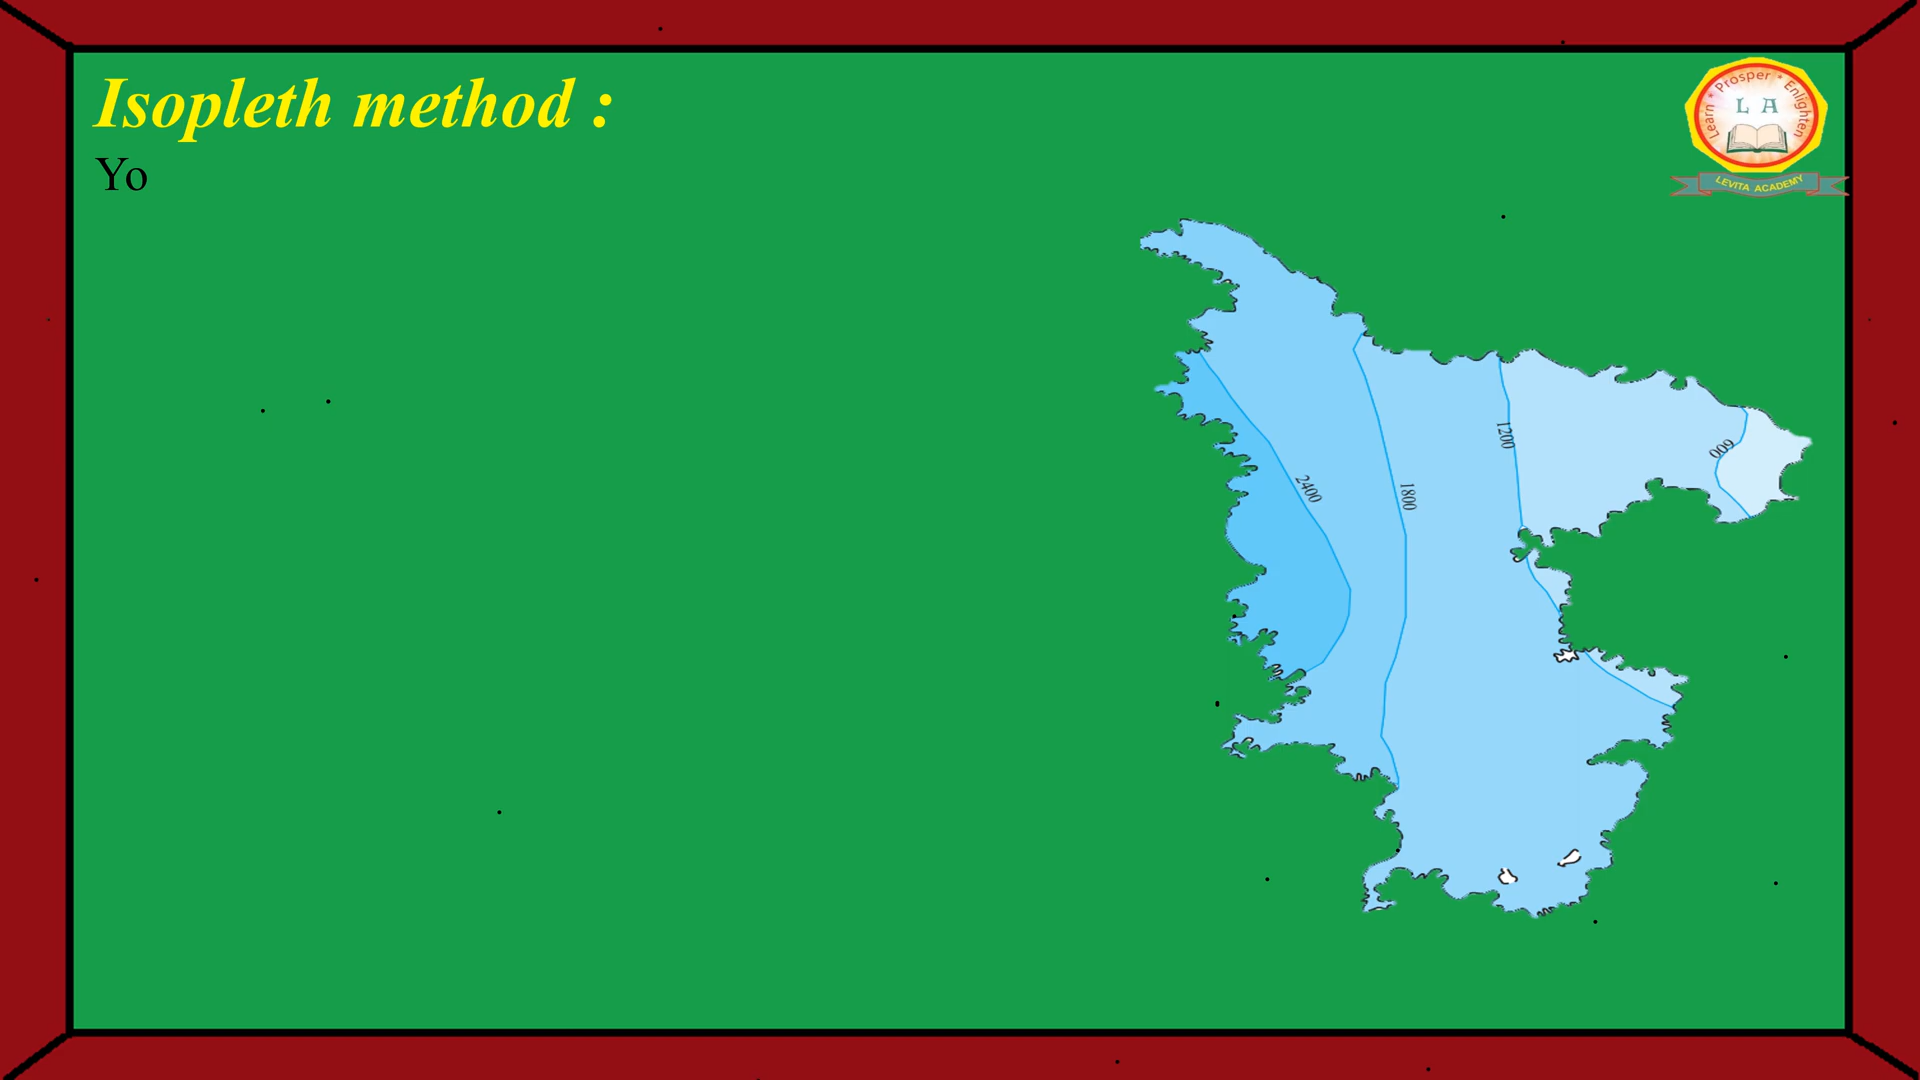 Isopleth method :
Yo
Learn * Prosper * Enlighten
L A
LEVITA ACADEMY
2400
1800
1200
600